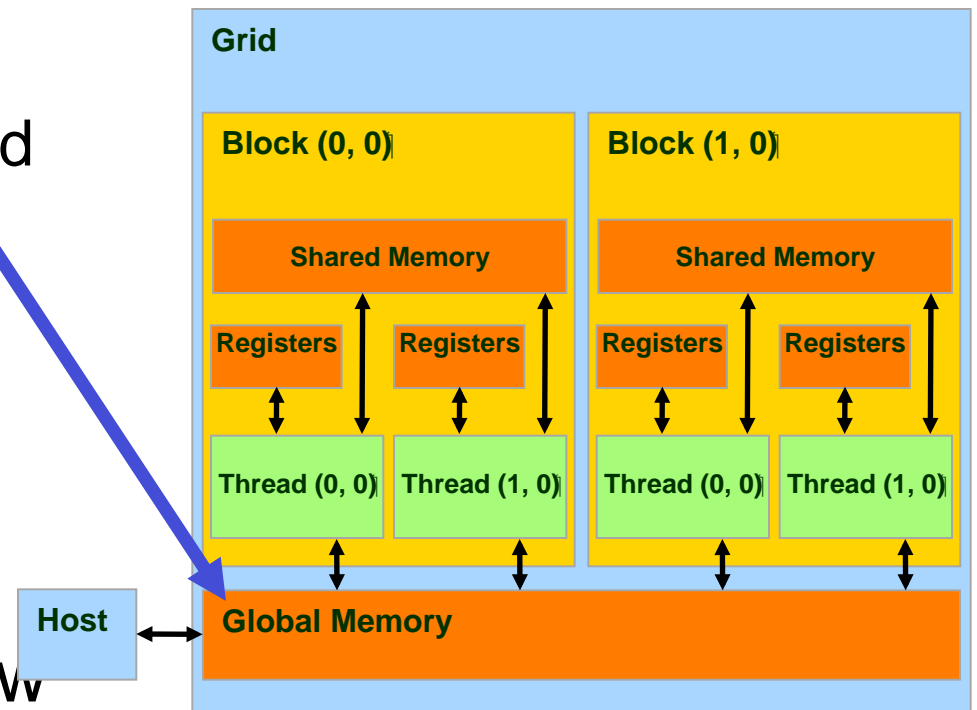 Grid
d
Block (0, 0)
Block (1, 0)
Shared Memory
Shared Memory
Registers
Registers
Registers
Registers
Thread (0, 0)
Thread (1, 0)
Thread (0, 0)
Thread (1, 0)
Host
Global Memory
w